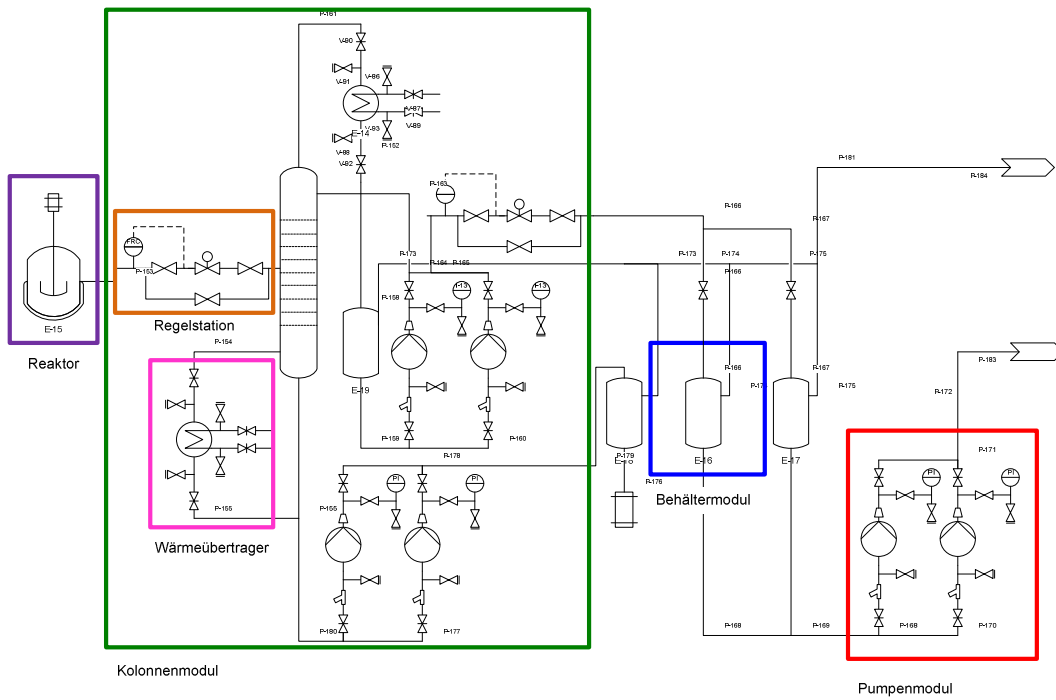 P-161
V-90
V-91
V-86
V-87
V-89
V-93
E-14
P-152
V-88
V-92
P-181
P-184
P-163
P-166
P-167
FRC
P-153
P-173
P-164
P-165
P-173
P-174
P-175
P-166
E-15
Regelstation
P-158
Reaktor
P-154
P-183
P-166
P-167
P-175
P-172
E-19
P-159
P-160
P-178
P-179
E-16
E-17
P-171
P-176
PI
PI
PI
PI
Behältermodul
P-155
P-155
Wärmeübertrager
P-180
P-177
P-168
P-169
P-168
P-170
Kolonnenmodul
Pumpenmodul